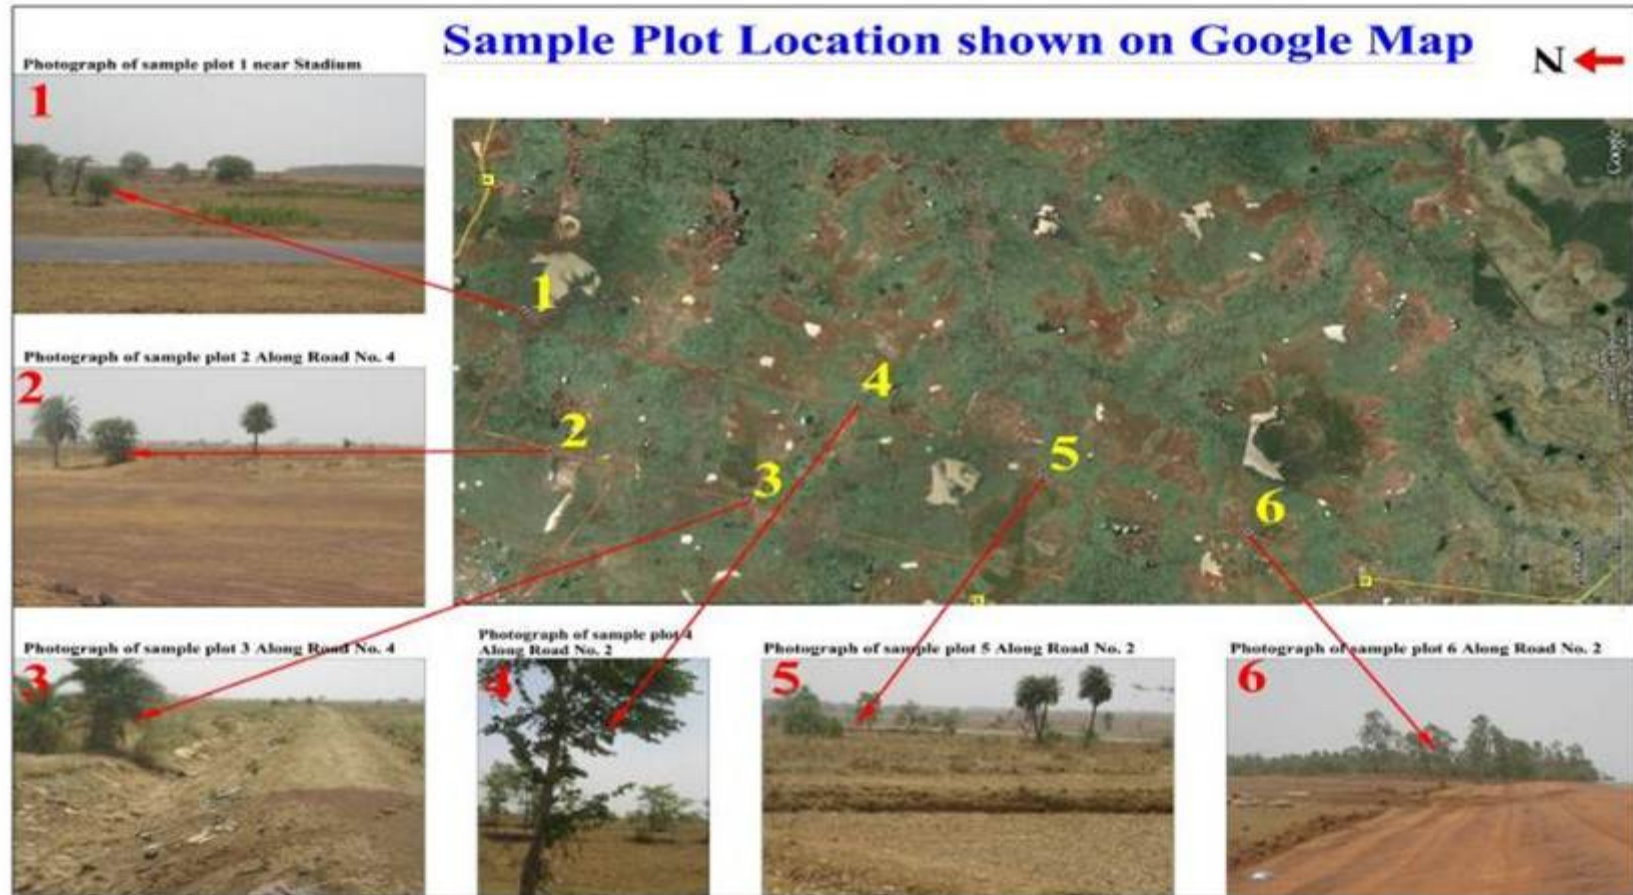 Sample Plot Location shown on Google Map
N
Photograph of sample plot 1 near Stadium
1
Photograph of sample plot 2 Along Road No. 4
2
Google
1
2
3
4
5
6
Photograph of sample plot 3 Along Road No. 4
3
Photograph of sample plot 4
Along Road No. 2
4
Photograph of sample plot 5 Along Road No. 2
5
Photograph of sample plot 6 Along Road No. 2
6